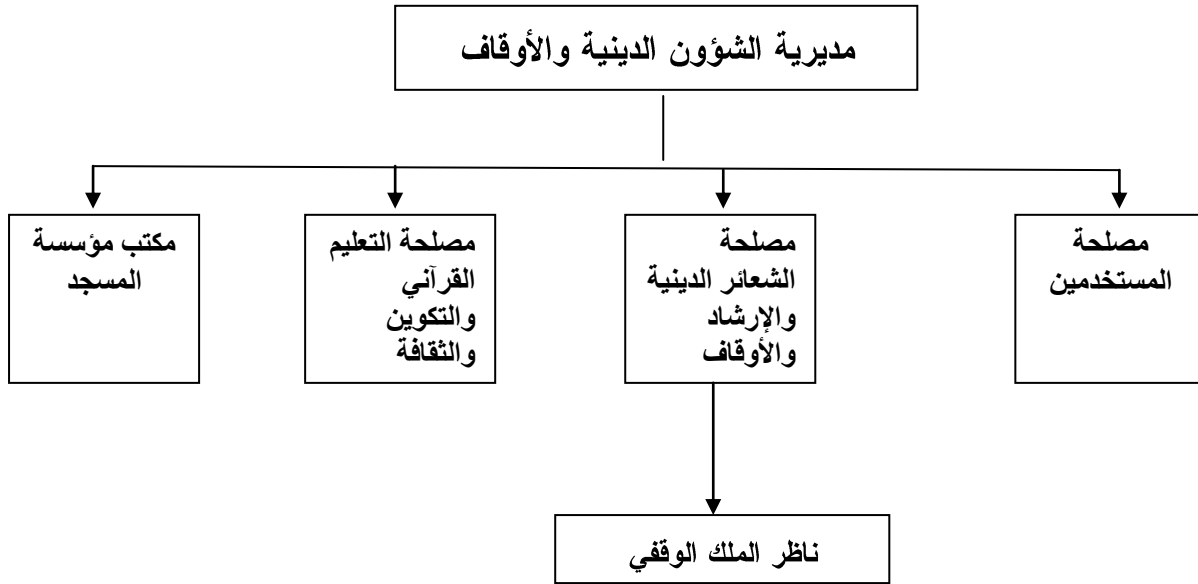 مديرية الشؤون الدينية والأوقاف
مصلحة
المستخدمين
مصلحة
الشعائر الدينية
والإرشاد
والأوقاف
مصلحة التعليم
القرآني
والتكوين
والثقافة
مكتب مؤسسة
المسجد
ناظر الملك الوقفي